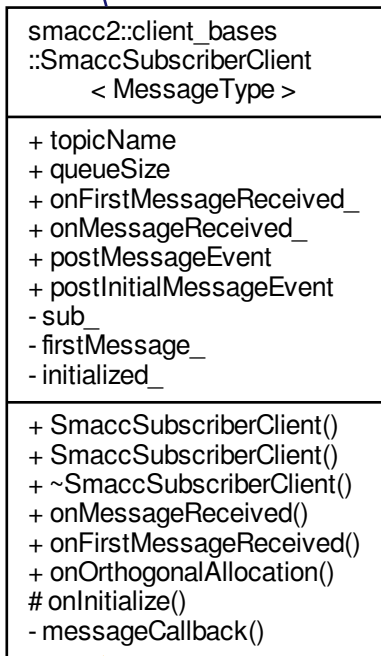 smacc2::client_bases
::SmaccSubscriberClient
< MessageType >
+ topicName
+ queueSize
+ onFirstMessageReceived_
+ onMessageReceived_
+ postMessageEvent
+ postInitialMessageEvent
- sub_
- firstMessage_
- initialized_
+ SmaccSubscriberClient()
+ SmaccSubscriberClient()
+ ~SmaccSubscriberClient()
+ onMessageReceived()
+ onFirstMessageReceived()
+ onOrthogonalAllocation()
# onInitialize()
- messageCallback()